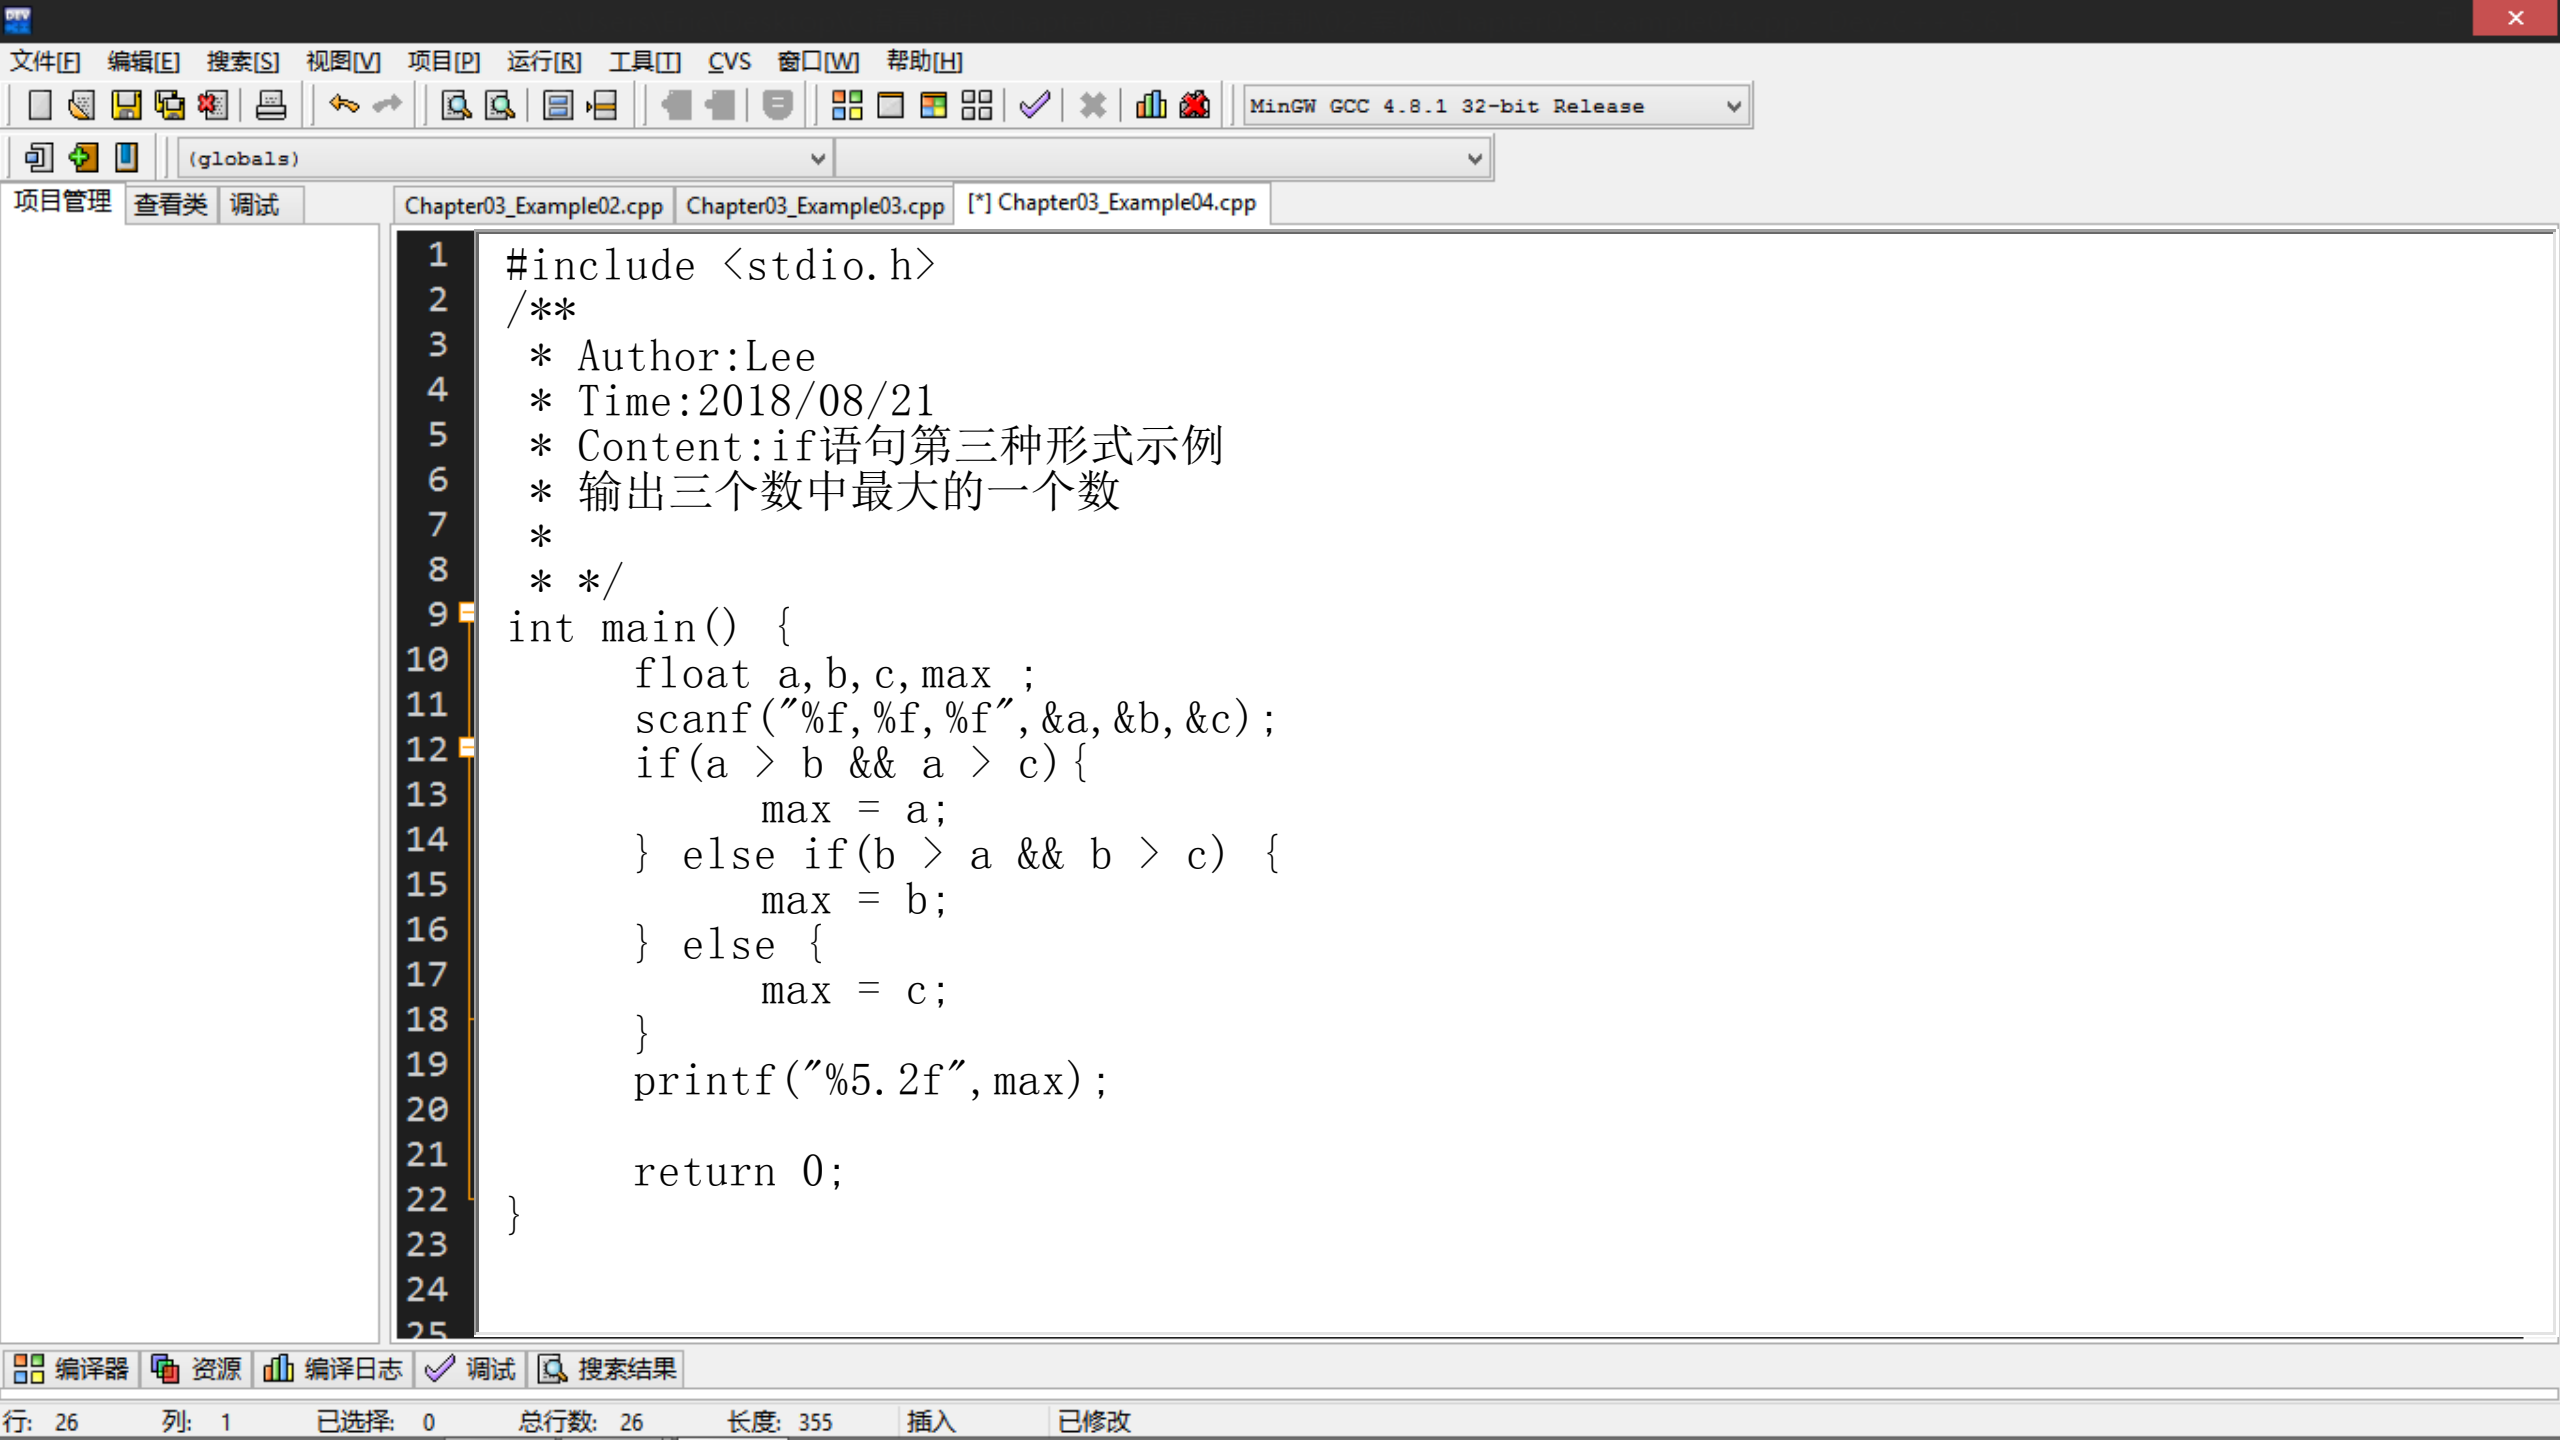 DEV
文件[F] 编辑[E] 搜索[S] 视图[V] 项目[P] 运行[R] 工具[T] CVS 窗口[W] 帮助[H]
MinGW GCC 4.8.1 32-bit Release
(globals)
项目管理 查看类 调试
Chapter03_Example02.cpp Chapter03_Example03.cpp [*] Chapter03_Example04.cpp
1 #include <stdio.h>
2 /**
3 * Author:Lee
4 * Time:2018/08/21
5 * Content:if语句第三种形式示例
6 * 输出三个数中最大的一个数
7 *
8 * */
9 int main() {
10 float a,b,c,max ;
11 scanf("%f,%f,%f",&a,&b,&c);
12 if(a > b && a > c){
13 max = a;
14 } else if(b > a && b > c) {
15 max = b;
16 } else {
17 max = c;
18 }
19 printf("%5.2f",max);
20
21 return 0;
22 }
23
24
25
编译器 资源 编译日志 调试 搜索结果
行: 26 列: 1 已选择: 0 总行数: 26 长度: 355 插入 已修改